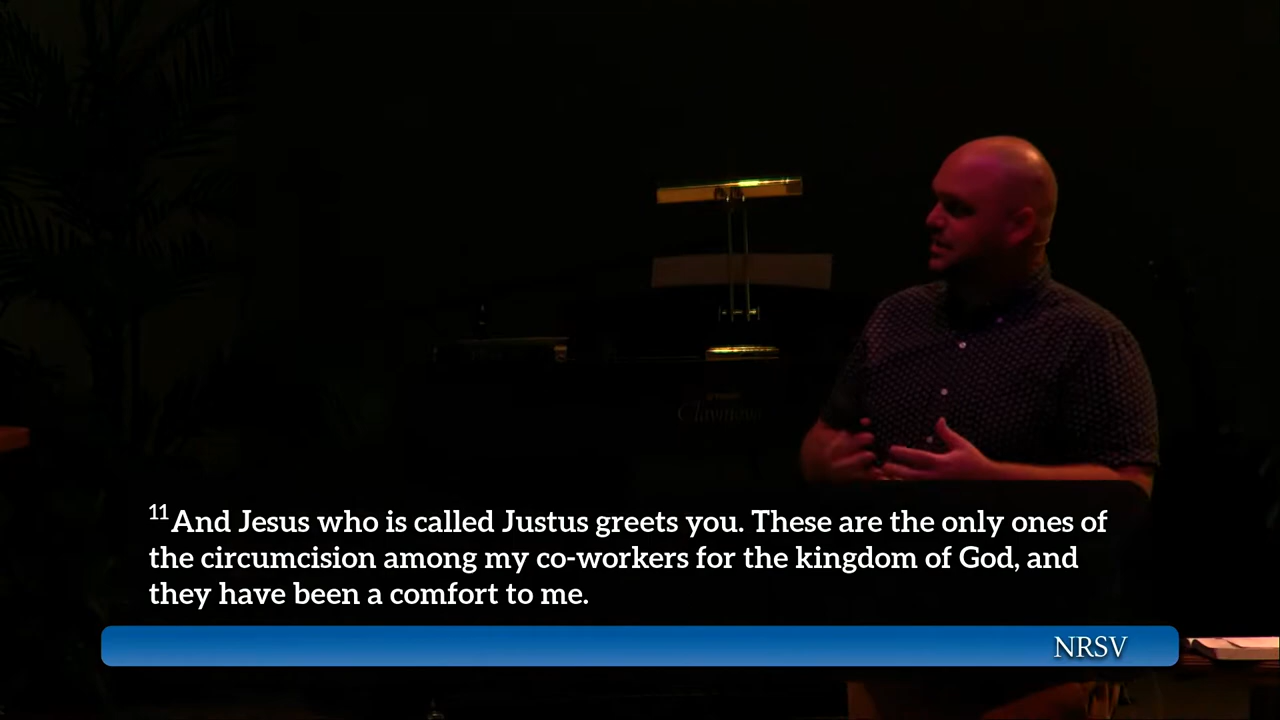 Clavinova
11And Jesus who is called Justus greets you. These are the only ones of
the circumcision among my co-workers for the kingdom of God, and
they have been a comfort to me.
NRSV